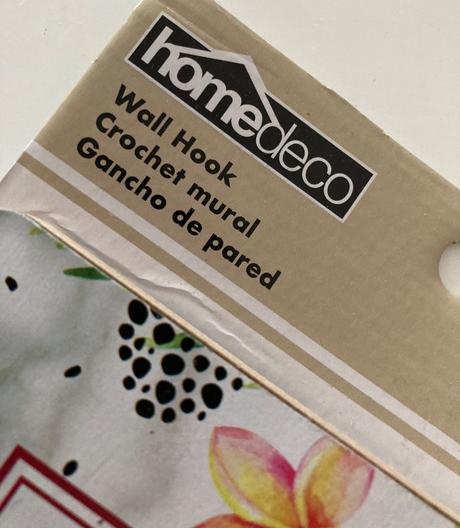 homedeco
Wall Hook
Crochet mural
Gancho de pared